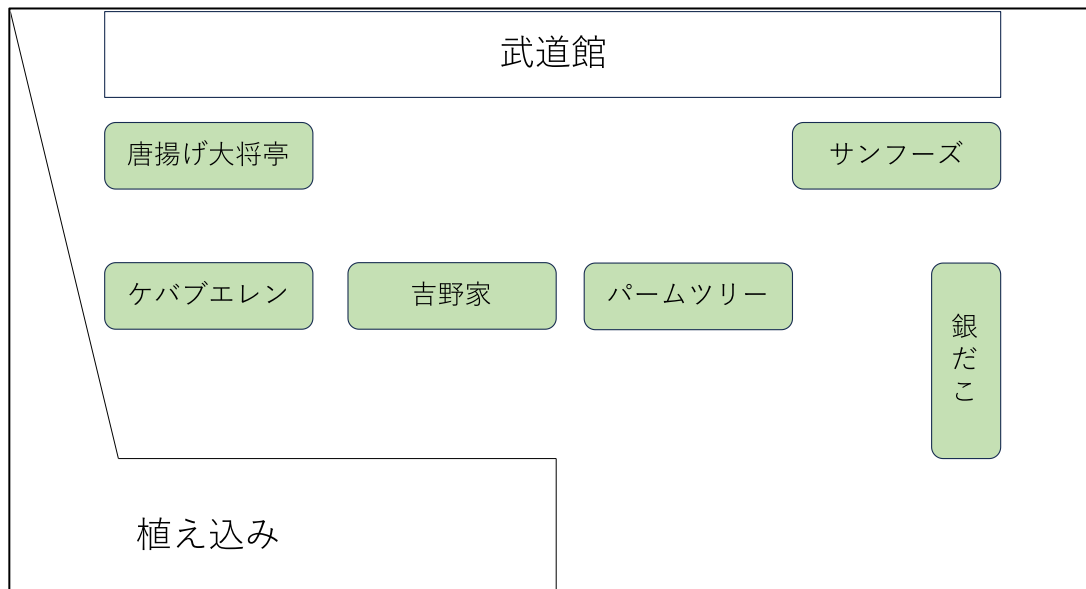 武道館
唐揚げ大将亭
サンフーズ
ケバブエレン
吉野家
パームツリー
銀だこ
植え込み